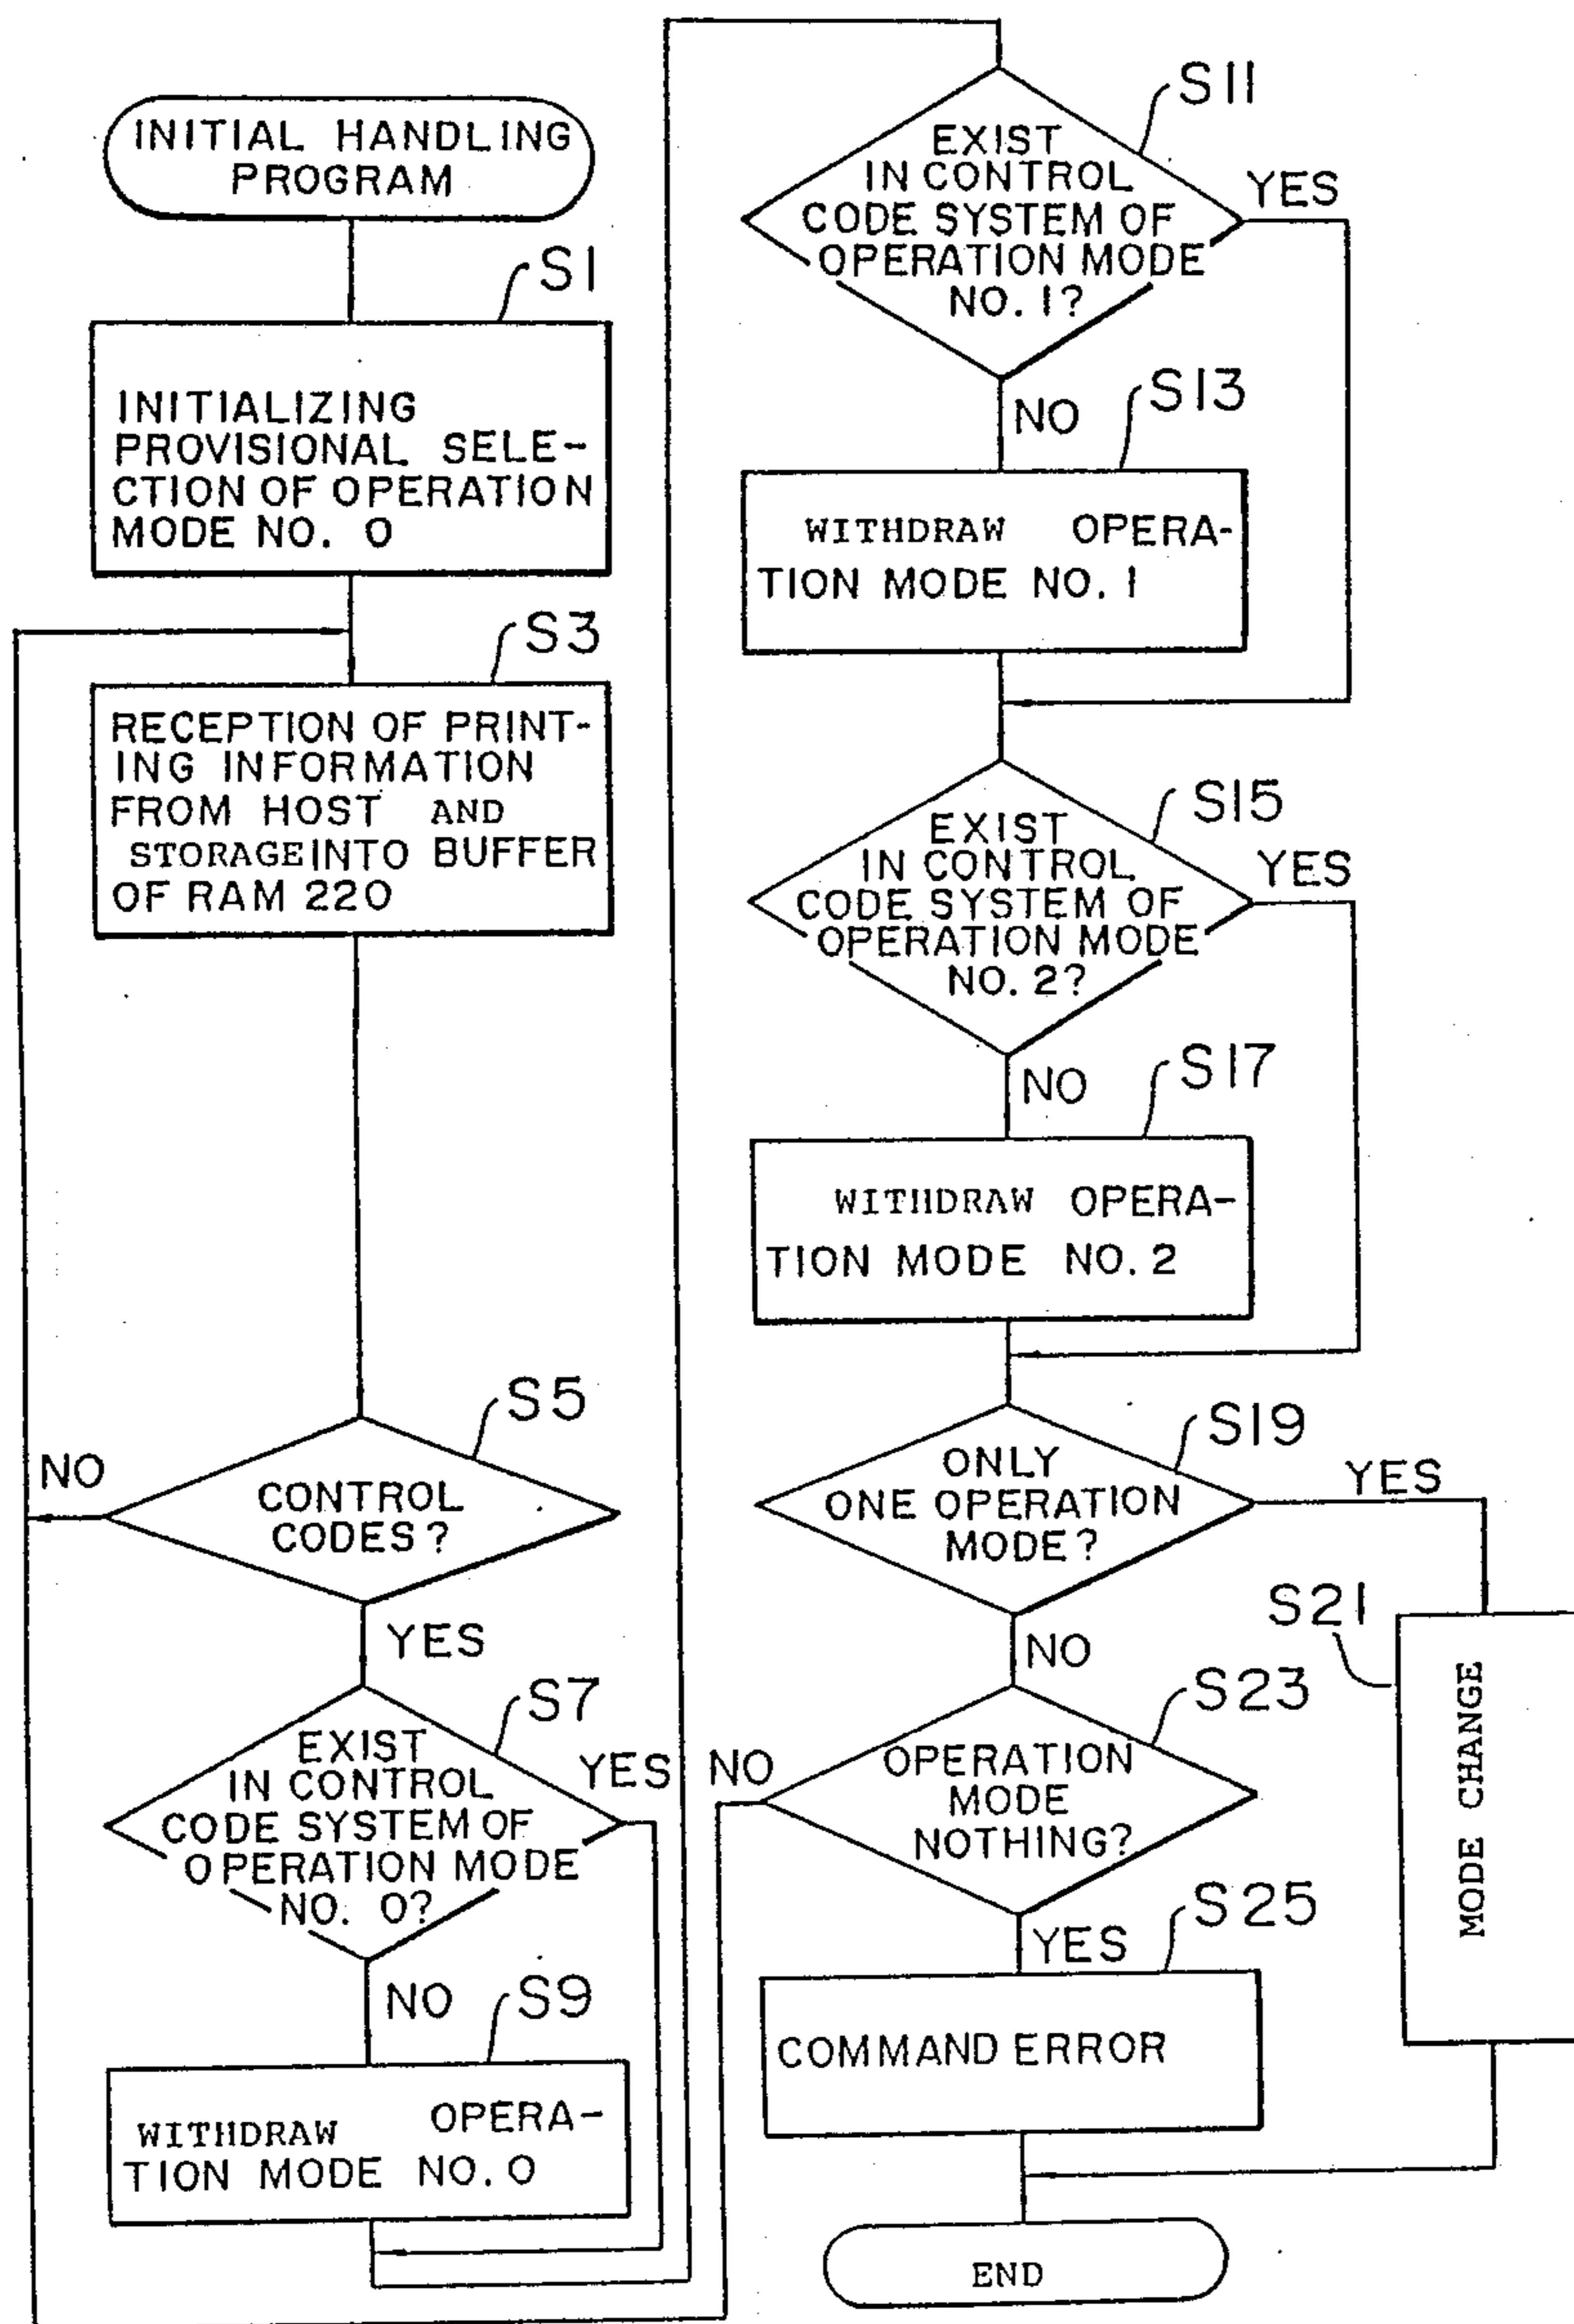 INITIAL HANDLING
PROGRAM
S1
INITIALIZING
PROVISIONAL SELE-
CTION OF OPERATION
MODE NO. 0
S3
RECEPTION OF PRINT-
ING INFORMATION
FROM HOST AND
STORAGE INTO BUFFER
OF RAM 220
S5
NO
CONTROL
CODES?
YES
S7
EXIST
IN CONTROL
CODE SYSTEM OF
OPERATION MODE
NO. 0?
YES
NO
S9
WITHDRAW OPERA-
TION MODE NO. 0
S11
EXIST
IN CONTROL
CODE SYSTEM OF
OPERATION MODE
NO. 1?
YES
NO
S13
WITHDRAW OPERA-
TION MODE NO. 1
S15
EXIST
IN CONTROL
CODE SYSTEM OF
OPERATION MODE
NO. 2?
YES
NO
S17
WITHDRAW OPERA-
TION MODE NO. 2
S19
ONLY
ONE OPERATION
MODE?
YES
S21
MODE CHANGE
NO
S23
NO
OPERATION
MODE
NOTHING?
YES
S25
COMMAND ERROR
END